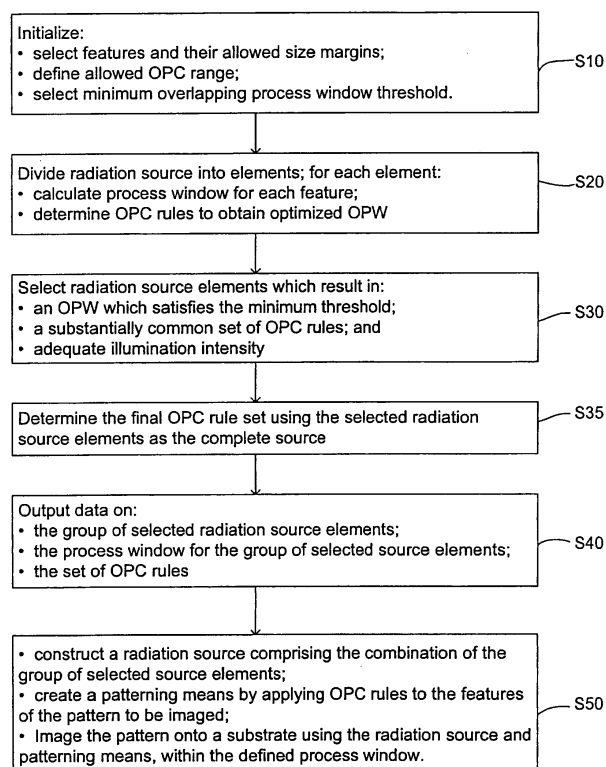 Initialize:
• select features and their allowed size margins;
• define allowed OPC range;
• select minimum overlapping process window threshold.
S10
Divide radiation source into elements; for each element:
• calculate process window for each feature;
• determine OPC rules to obtain optimized OPW
S20
Select radiation source elements which result in:
• an OPW which satisfies the minimum threshold;
• a substantially common set of OPC rules; and
• adequate illumination intensity
S30
Determine the final OPC rule set using the selected radiation
source elements as the complete source
S35
Output data on:
• the group of selected radiation source elements;
• the process window for the group of selected source elements;
• the set of OPC rules
S40
• construct a radiation source comprising the combination of the
group of selected source elements;
• create a patterning means by applying OPC rules to the features
of the pattern to be imaged;
• Image the pattern onto a substrate using the radiation source and
patterning means, within the defined process window.
S50